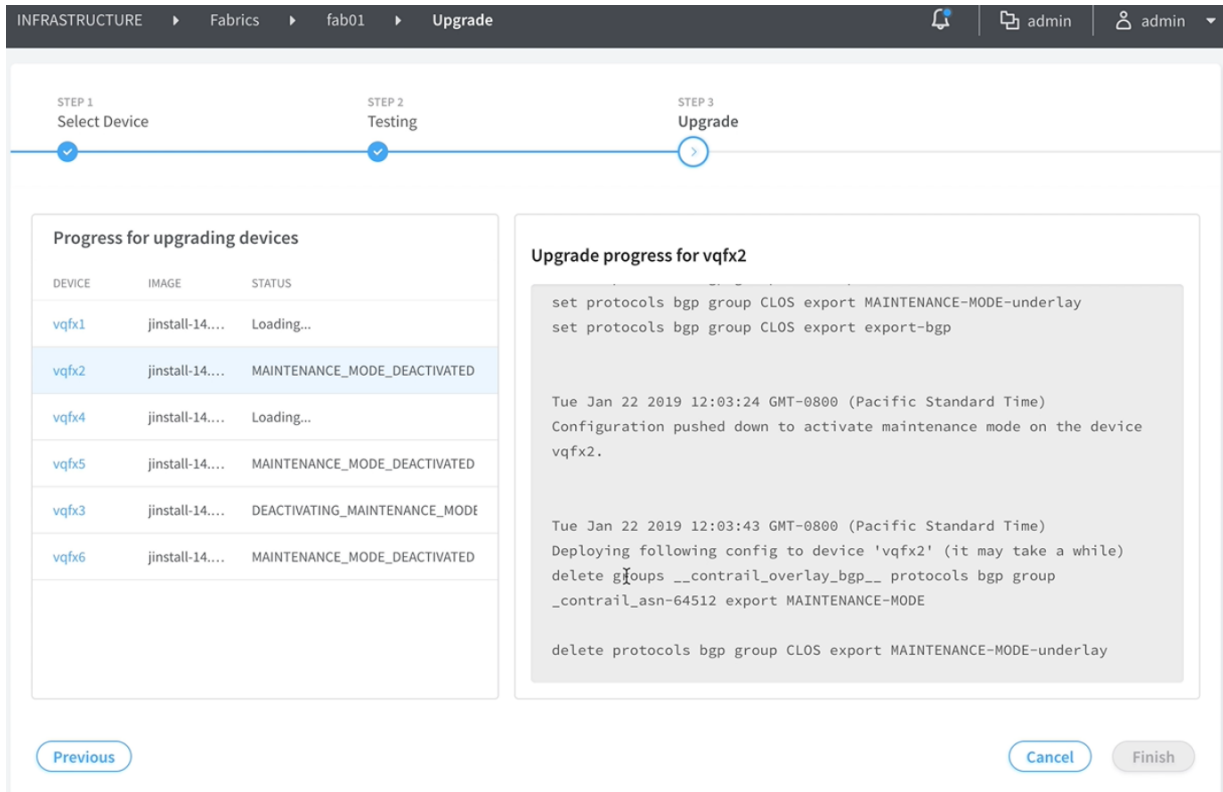 INFRASTRUCTURE Fabrics fab01 Upgrade admin admin
STEP 1 STEP 2 STEP 3
Select Device Testing Upgrade
Progress for upgrading devices
DEVICE IMAGE STATUS
vqfx1 jinstall-14.... Loading...
vqfx2 jinstall-14.... MAINTENANCE_MODE_DEACTIVATED
vqfx4 jinstall-14.... Loading...
vqfx5 jinstall-14.... MAINTENANCE_MODE_DEACTIVATED
vqfx3 jinstall-14.... DEACTIVATING_MAINTENANCE_MODE
vqfx6 jinstall-14.... MAINTENANCE_MODE_DEACTIVATED
Upgrade progress for vqfx2
set protocols bgp group CLOS export MAINTENANCE-MODE-underlay
set protocols bgp group CLOS export export-bgp
Tue Jan 22 2019 12:03:24 GMT-0800 (Pacific Standard Time)
Configuration pushed down to activate maintenance mode on the device
vqfx2.
Tue Jan 22 2019 12:03:43 GMT-0800 (Pacific Standard Time)
Deploying following config to device 'vqfx2' (it may take a while)
delete groups __contrail_overlay_bgp__ protocols bgp group
_contrail_asn-64512 export MAINTENANCE-MODE
delete protocols bgp group CLOS export MAINTENANCE-MODE-underlay
Previous Cancel Finish